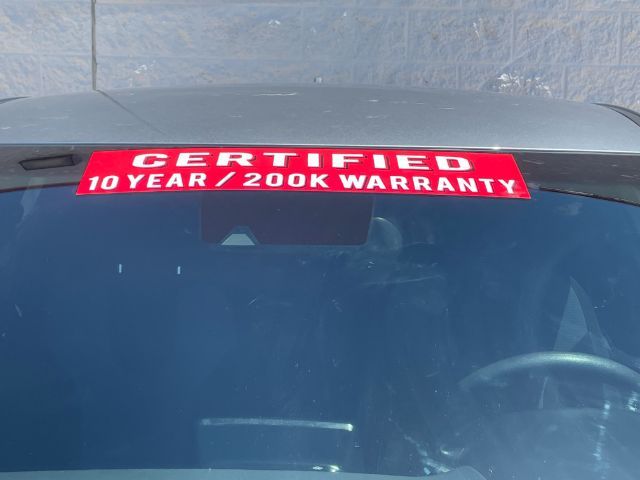 CERTIFIED
10 YEAR / 200K WARRANTY